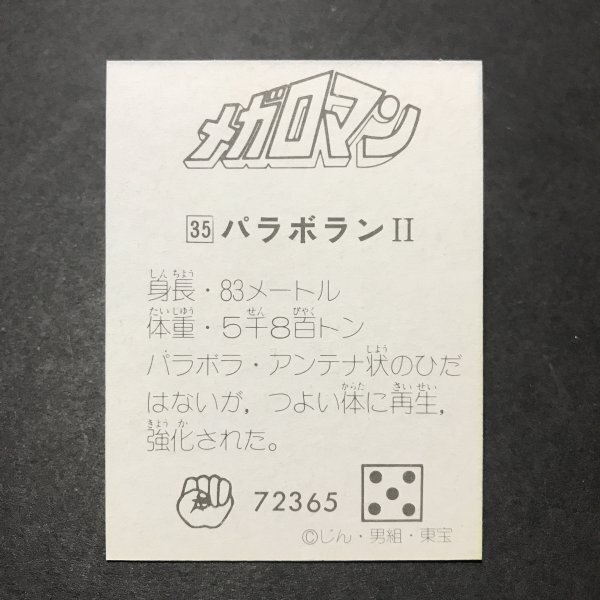 メガロマン
35 パラボランII
身長・83メートル
体重・5千8百トン
パラボラ・アンテナ状のひだ
はないが，つよい体に再生，
強化された。
72365
©じん・男組・東宝